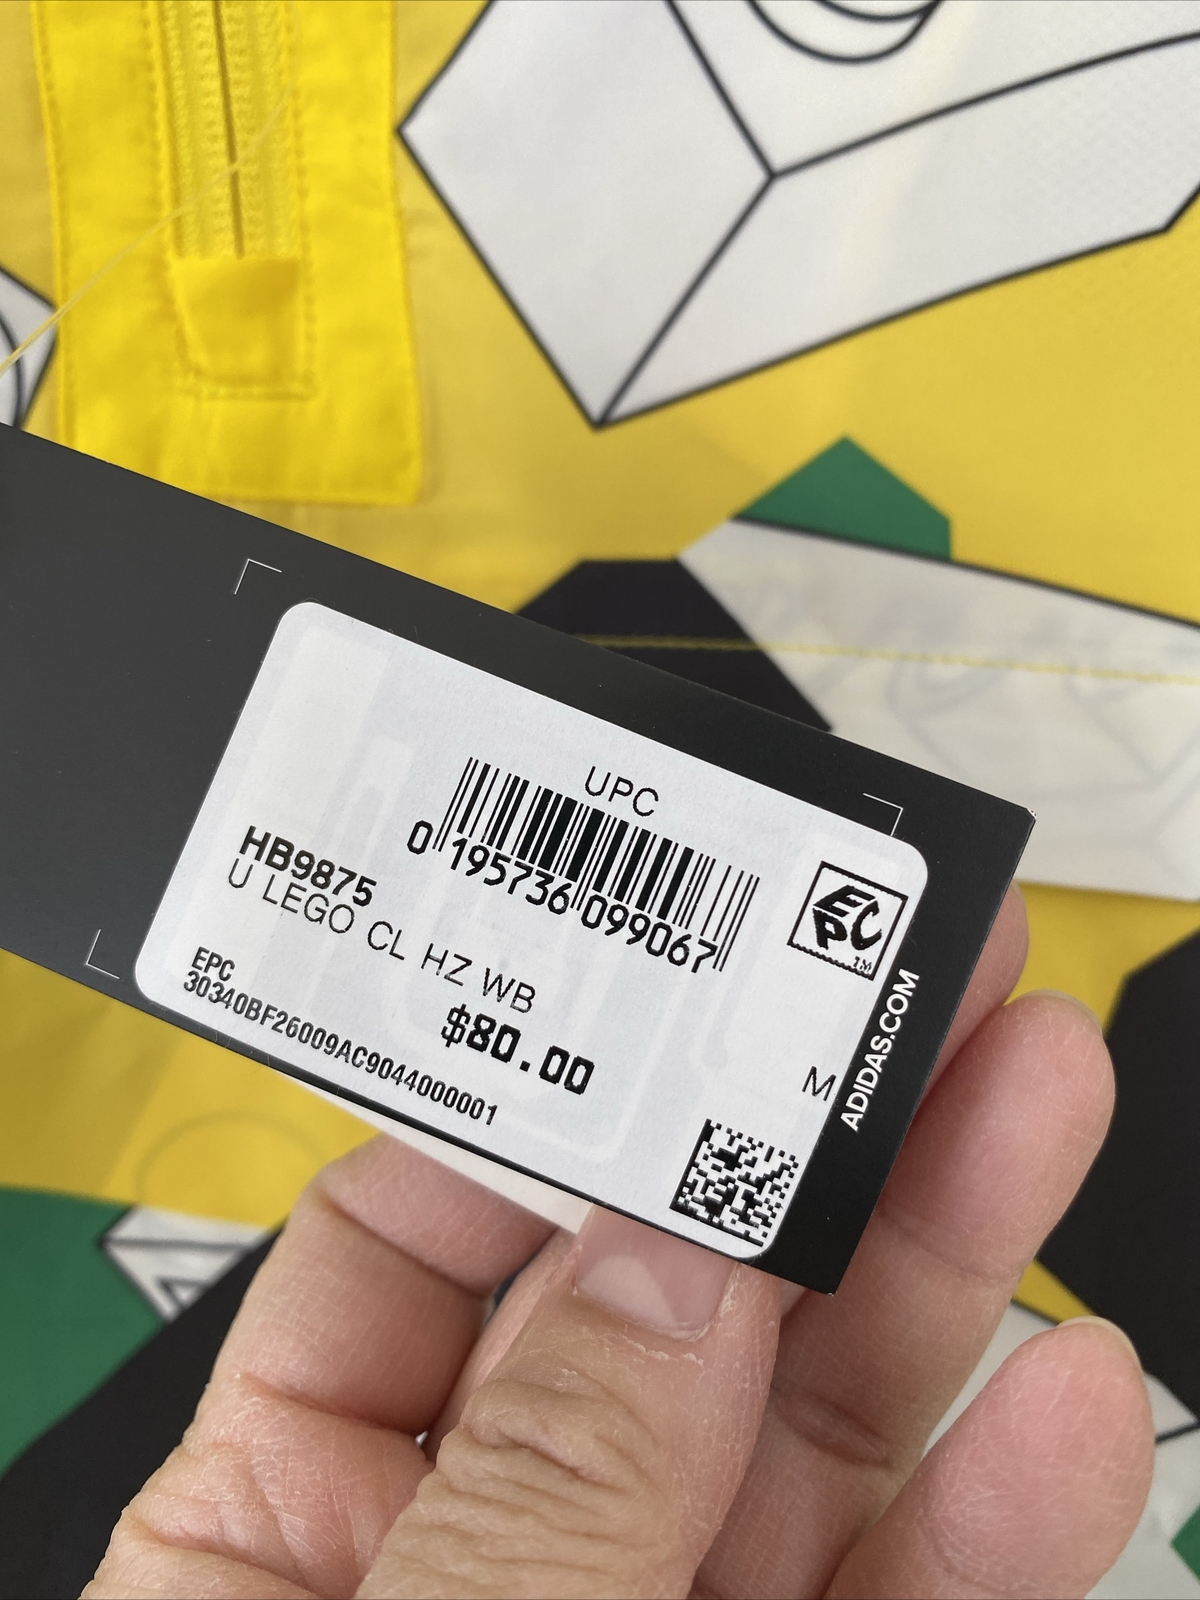 UPC
0 195736 099067
HB9875
U LEGO CL HZ WB
$80.00
EPC
30340BF26009AC9044000001
EPC
TM
M
ADIDAS.COM